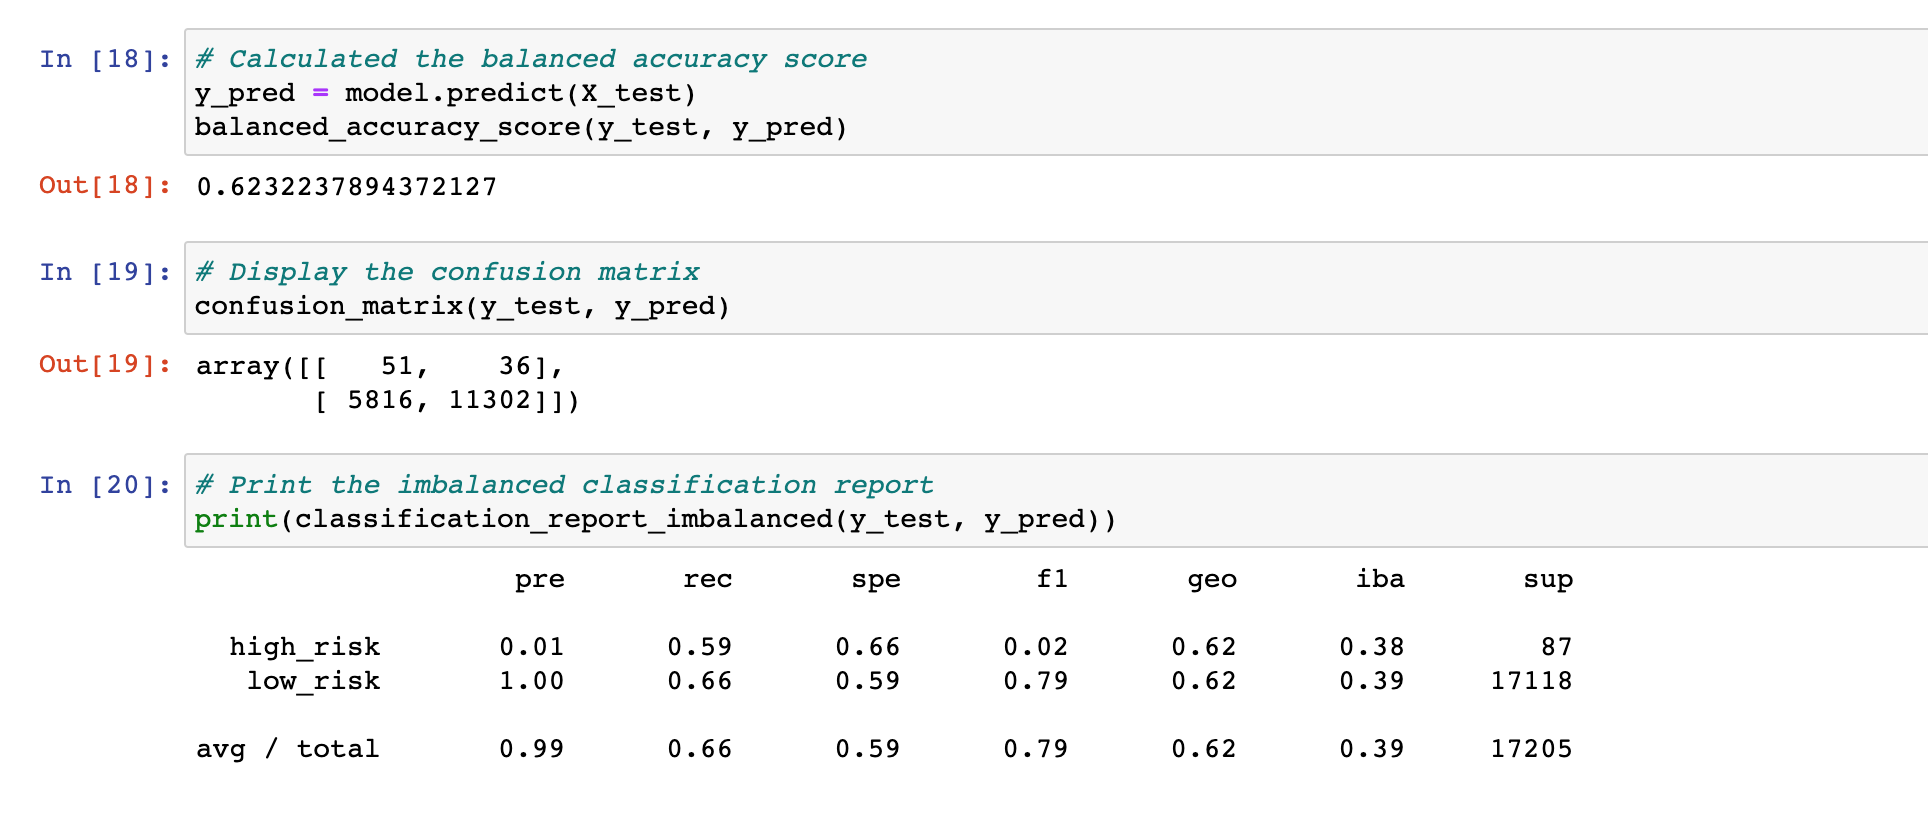 In [18]: # Calculated the balanced accuracy score
y_pred = model.predict(X_test)
balanced_accuracy_score(y_test, y_pred)
Out[18]: 0.6232237894372127
In [19]: # Display the confusion matrix
confusion_matrix(y_test, y_pred)
Out[19]: array([[   51,    36],
       [ 5816, 11302]])
In [20]: # Print the imbalanced classification report
print(classification_report_imbalanced(y_test, y_pred))
                   pre       rec       spe        f1       geo       iba       sup
  high_risk       0.01      0.59      0.66      0.02      0.62      0.38        87
   low_risk       1.00      0.66      0.59      0.79      0.62      0.39     17118
avg / total       0.99      0.66      0.59      0.79      0.62      0.39     17205